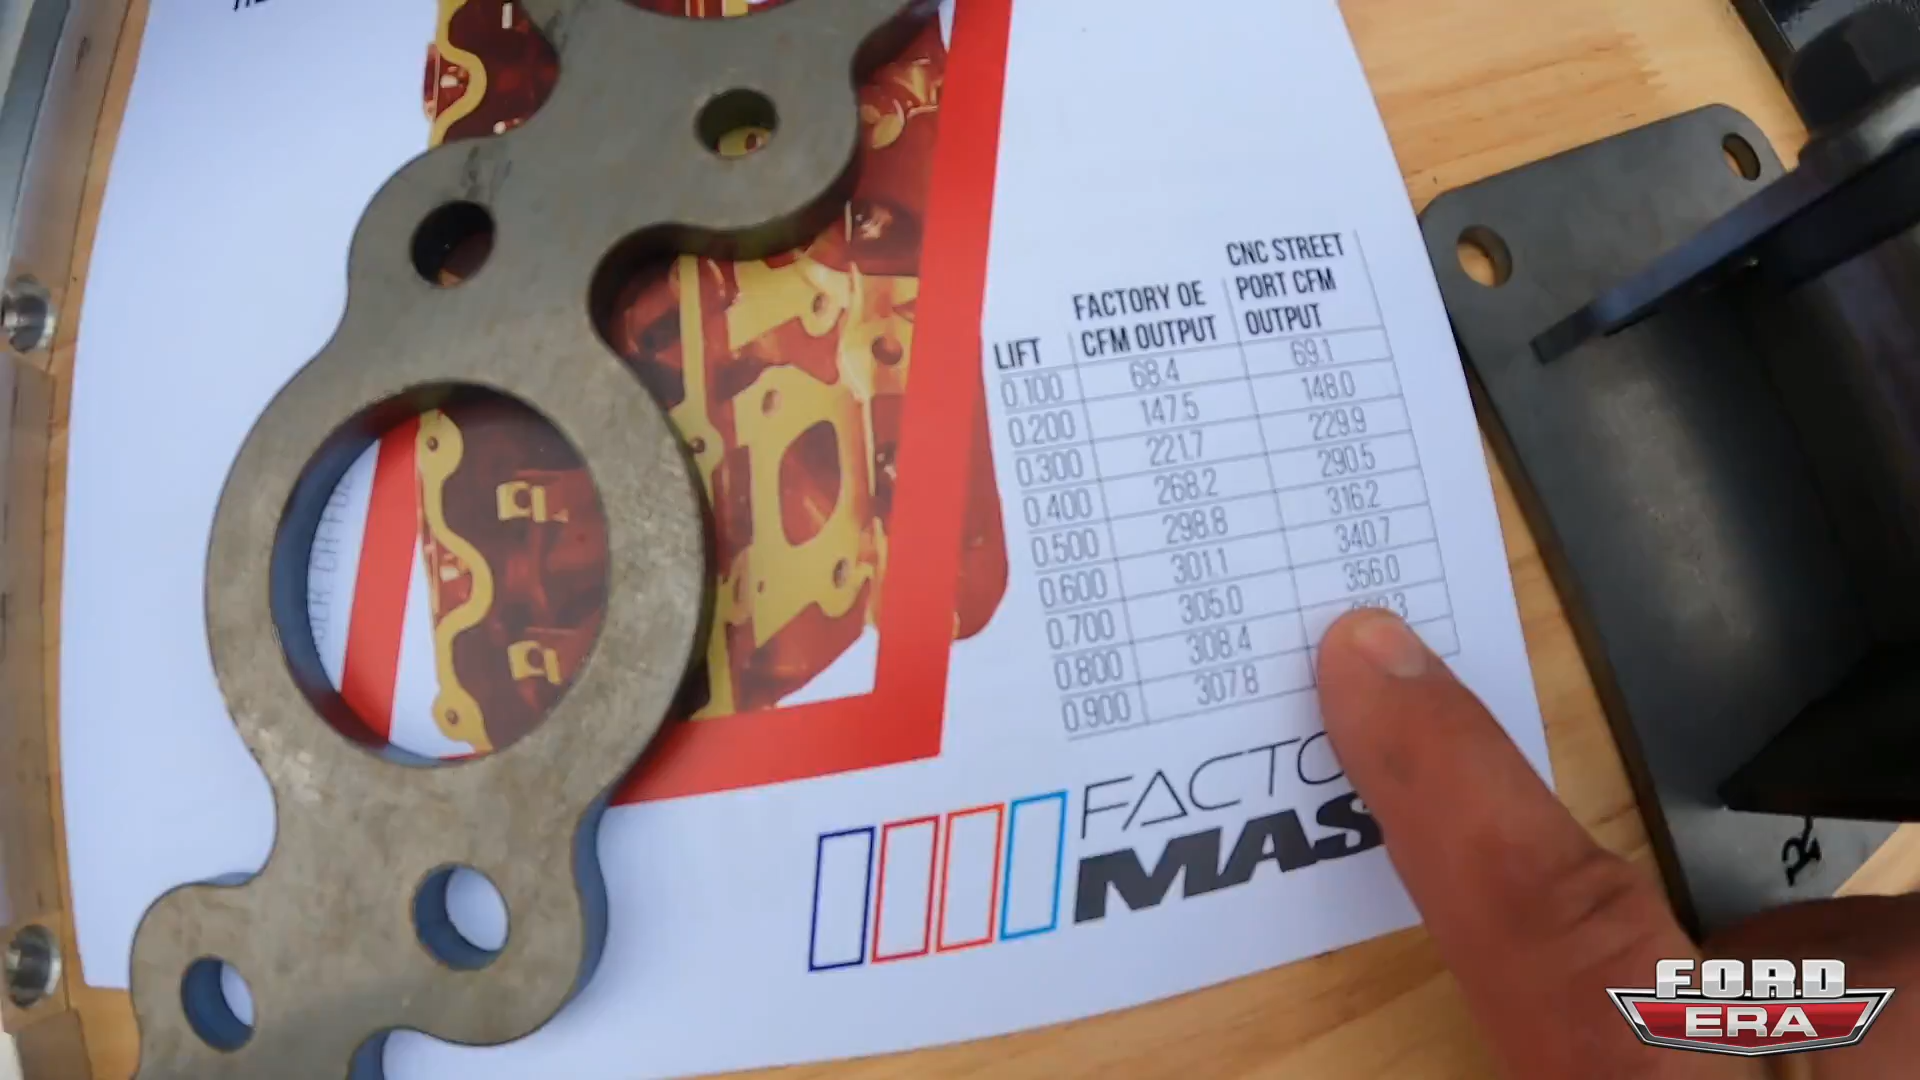 CNC STREET
FACTORY OE PORT CFM
LIFT CFM OUTPUT OUTPUT
0.100 68.4 69.1
0.200 147.5 148.0
0.300 221.7 229.9
0.400 268.2 290.5
0.500 298.8 316.2
0.600 301.1 340.7
0.700 305.0 356.0
0.800 308.4
0.900 307.8
FACTO
MAS
F.O.R.D
ERA